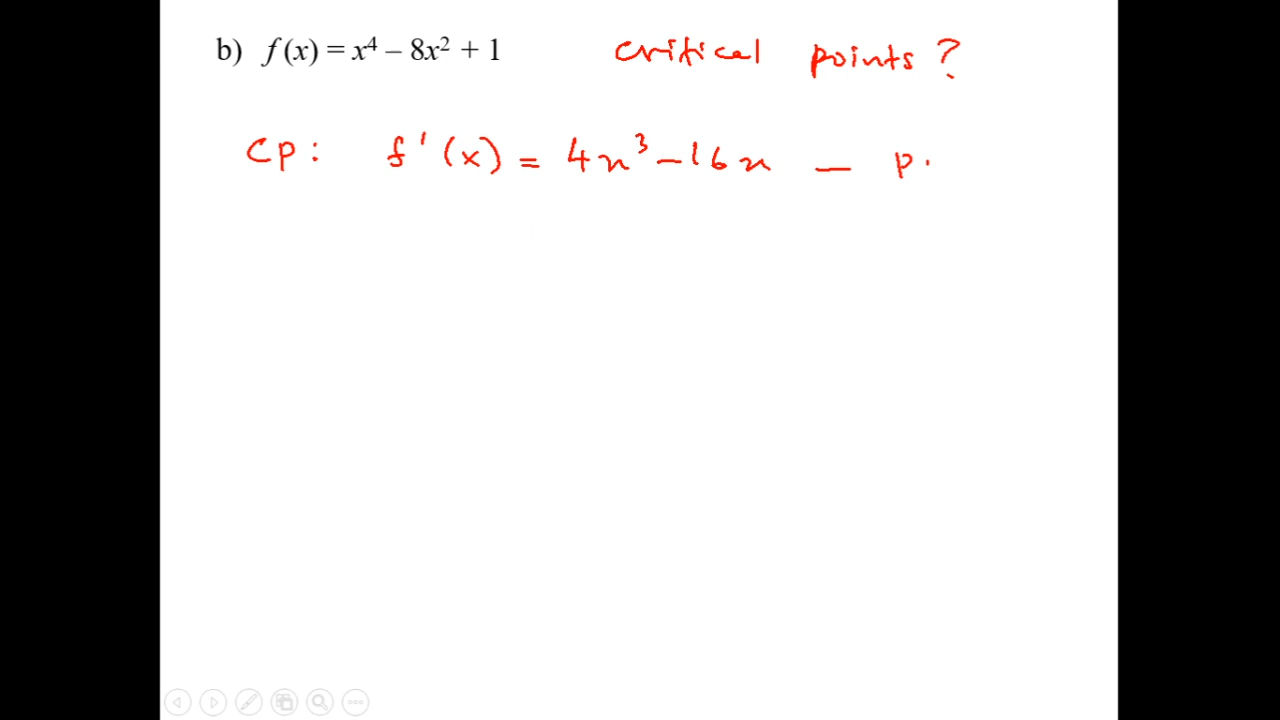 b) f (x) = x⁴ – 8x² + 1 critical points ?
Cp : f'(x) = 4x³ - 16x — p.